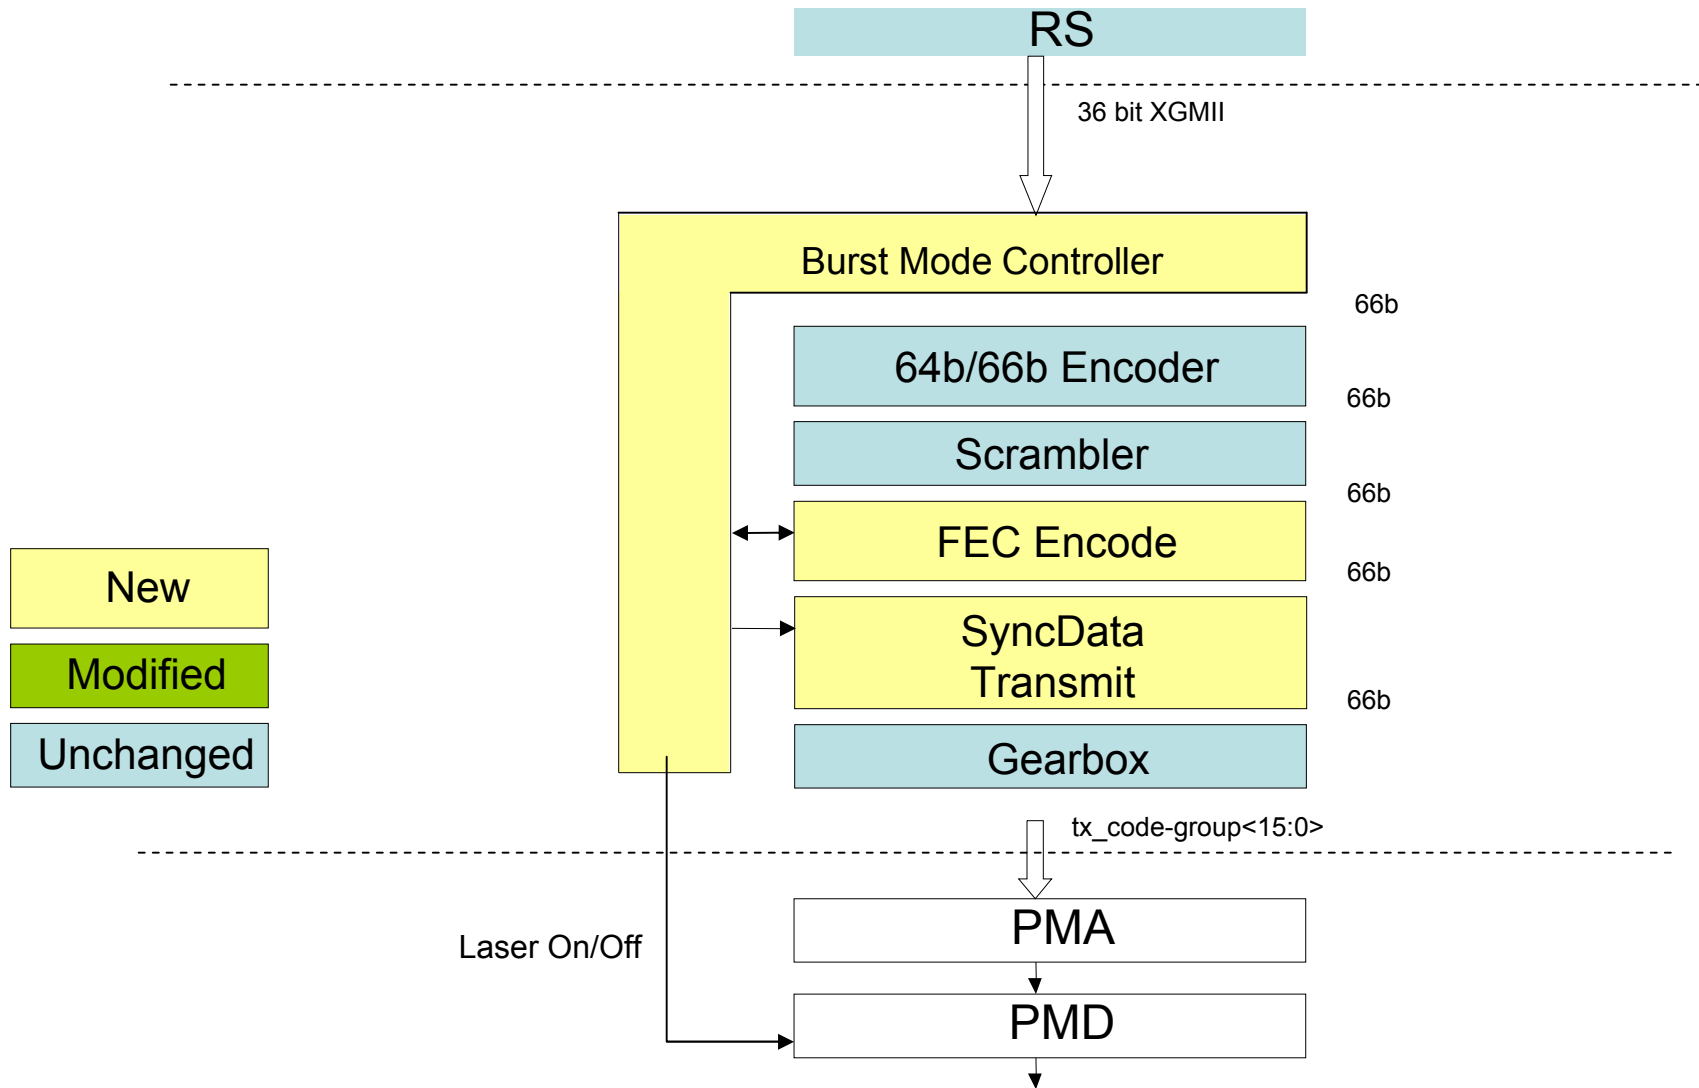 RS
36 bit XGMII
Burst Mode Controller
66b
64b/66b Encoder
66b
Scrambler
66b
FEC Encode
66b
SyncData
Transmit
66b
Gearbox
New
Modified
Unchanged
tx_code-group<15:0>
PMA
Laser On/Off
PMD